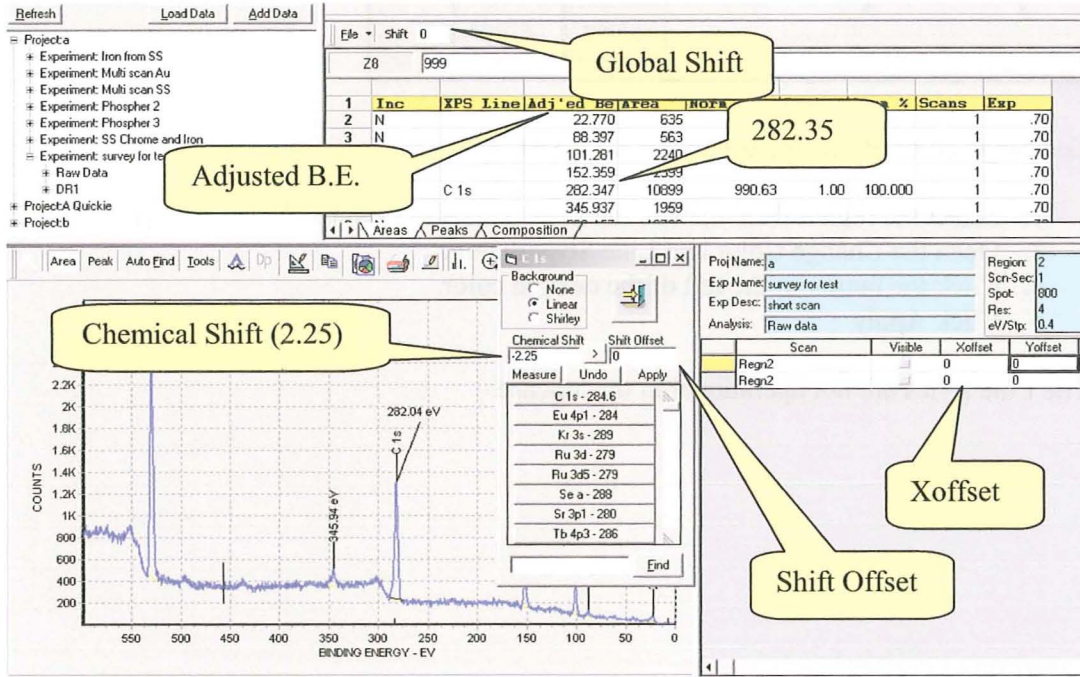 Refresh Load Data Add Data
Project:a
Experiment: Iron from SS
Experiment: Multi scan Au
Experiment: Multi scan SS
Experiment: Phospher 2
Experiment: Phospher 3
Experiment: SS Chrome and Iron
Experiment: survey for te
Raw Data
DR1
Project:A Quickie
Project:b
File Shift 0
Z8 999
Global Shift
1 Inc XPS Line Adj'ed Be Area Norm % Scans Exp
2 N 22.770 635 1 .70
3 N 88.397 563 1 .70
101.281 2240 1 .70
152.359 1 .70
C 1s 282.347 10899 990.63 1.00 100.000 1 .70
345.937 1959 1 .70
282.35
Adjusted B.E.
Areas Peaks Composition
Area Peak Auto Find Tools Dp
Chemical Shift (2.25)
2.2K
2K
1.8K
1.6K
1.4K
1.2K
1K
800
600
400
200
COUNTS
282.04 eV
C 1s
345.94 eV
550 500 450 400 350 300 250 200 150 100 50 0
BINDING ENERGY - EV
C 1s
Background
None
Linear
Shirley
Chemical Shift Shift Offset
-2.25 > 0
Measure Undo Apply
C 1s - 284.6
Eu 4p1 - 284
Kr 3s - 289
Ru 3d - 279
Ru 3d5 - 279
Se a - 288
Sr 3p1 - 280
Tb 4p3 - 286
Find
Proj Name: a
Exp Name: survey for test
Exp Desc: short scan
Analysis: Raw data
Region: 2
Scn-Sec: 1
Spot: 800
Res: 4
eV/Stp: 0.4
Scan Visible Xoffset Yoffset
Regn2 0 0
Regn2 0 0
Xoffset
Shift Offset